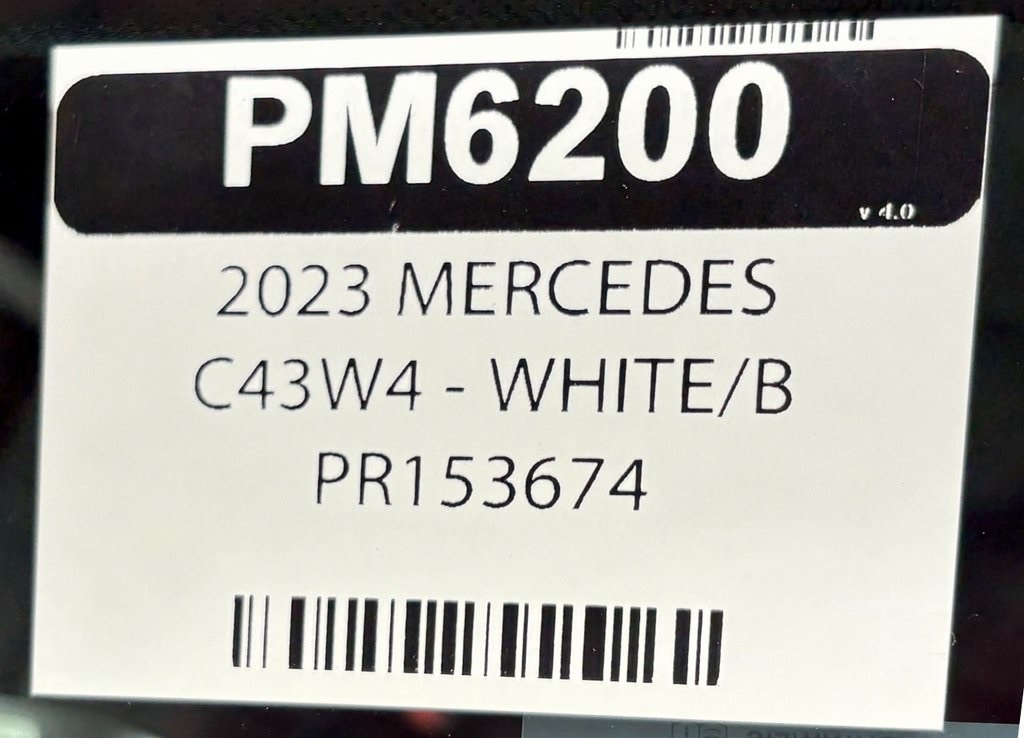 PM6200
v 4.0
2023 MERCEDES
C43W4 - WHITE/B
PR153674